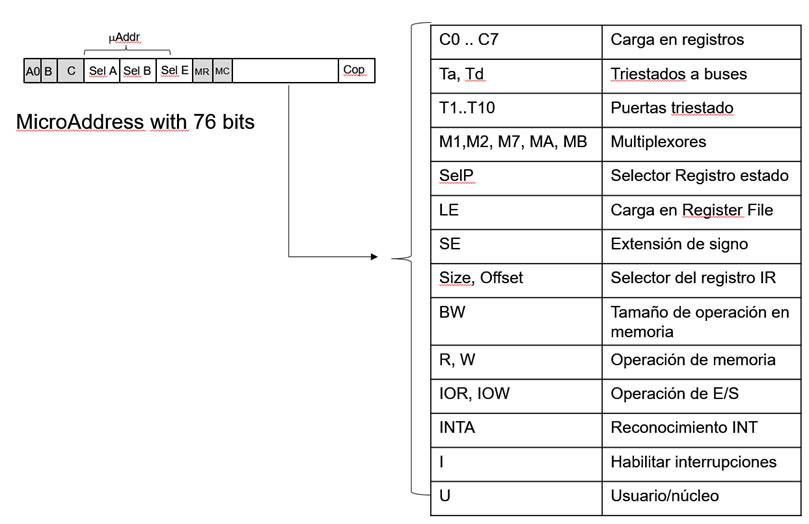 μAddr
A0 B C Sel A Sel B Sel E MR MC Cop
MicroAddress with 76 bits
C0 .. C7 Carga en registros
Ta, Td Triestados a buses
T1..T10 Puertas triestado
M1,M2, M7, MA, MB Multiplexores
SelP Selector Registro estado
LE Carga en Register File
SE Extensión de signo
Size, Offset Selector del registro IR
BW Tamaño de operación en
memoria
R, W Operación de memoria
IOR, IOW Operación de E/S
INTA Reconocimiento INT
I Habilitar interrupciones
U Usuario/núcleo